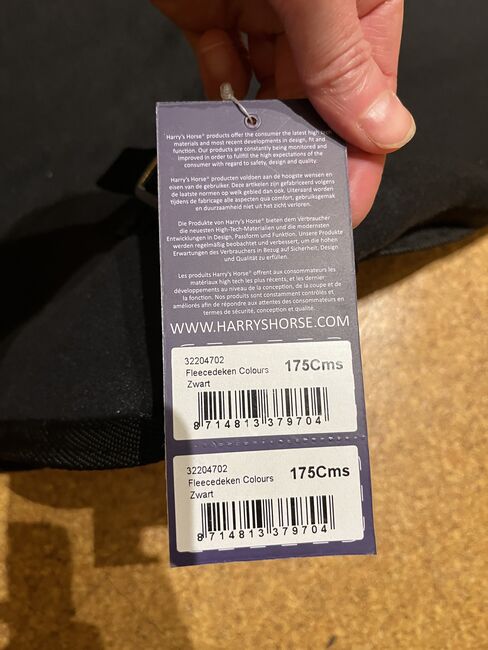 Harry's Horse® products offer the consumer the latest high tech
materials and most recent developments in design, fit and
function. Our products are constantly being monitored and
improved in order to fulfill the high expectations of the
consumer with regard to safety, design and quality.
Harry's Horse® producten voldoen aan de hoogste wensen en
eisen van de gebruiker. Deze artikelen zijn gefabriceerd volgens
de laatste normen op welk gebied dan ook. Uiteraard worden
tijdens de fabricage alle aspecten qua comfort, gebruiksgemak
en duurzaamheid niet uit het zicht verloren.
Die Produkte von Harry's Horse® bieten dem Verbraucher
die neuesten High-Tech-Materialien und die modernsten
Entwicklungen in Design, Passform und Funktion. Unsere Produkte
werden regelmäßig beobachtet und verbessert, um die hohen
Erwartungen des Verbrauchers in Bezug auf Sicherheit, Design
und Qualität zu erfüllen.
Les produits Harry's Horse® offrent aux consommateurs les
matériaux high tech les plus récents, et les dernier
développements au niveau de la conception, de la coupe et de
la fonction. Nos produits sont constamment contrôlés et
améliorés afin de répondre aux attentes des consommateurs en
termes de sécurité, conception et qualité.
WWW.HARRYSHORSE.COM
32204702
Fleecedeken Colours 175Cms
Zwart
8 714813 379704
32204702
Fleecedeken Colours 175Cms
Zwart
8 714813 379704